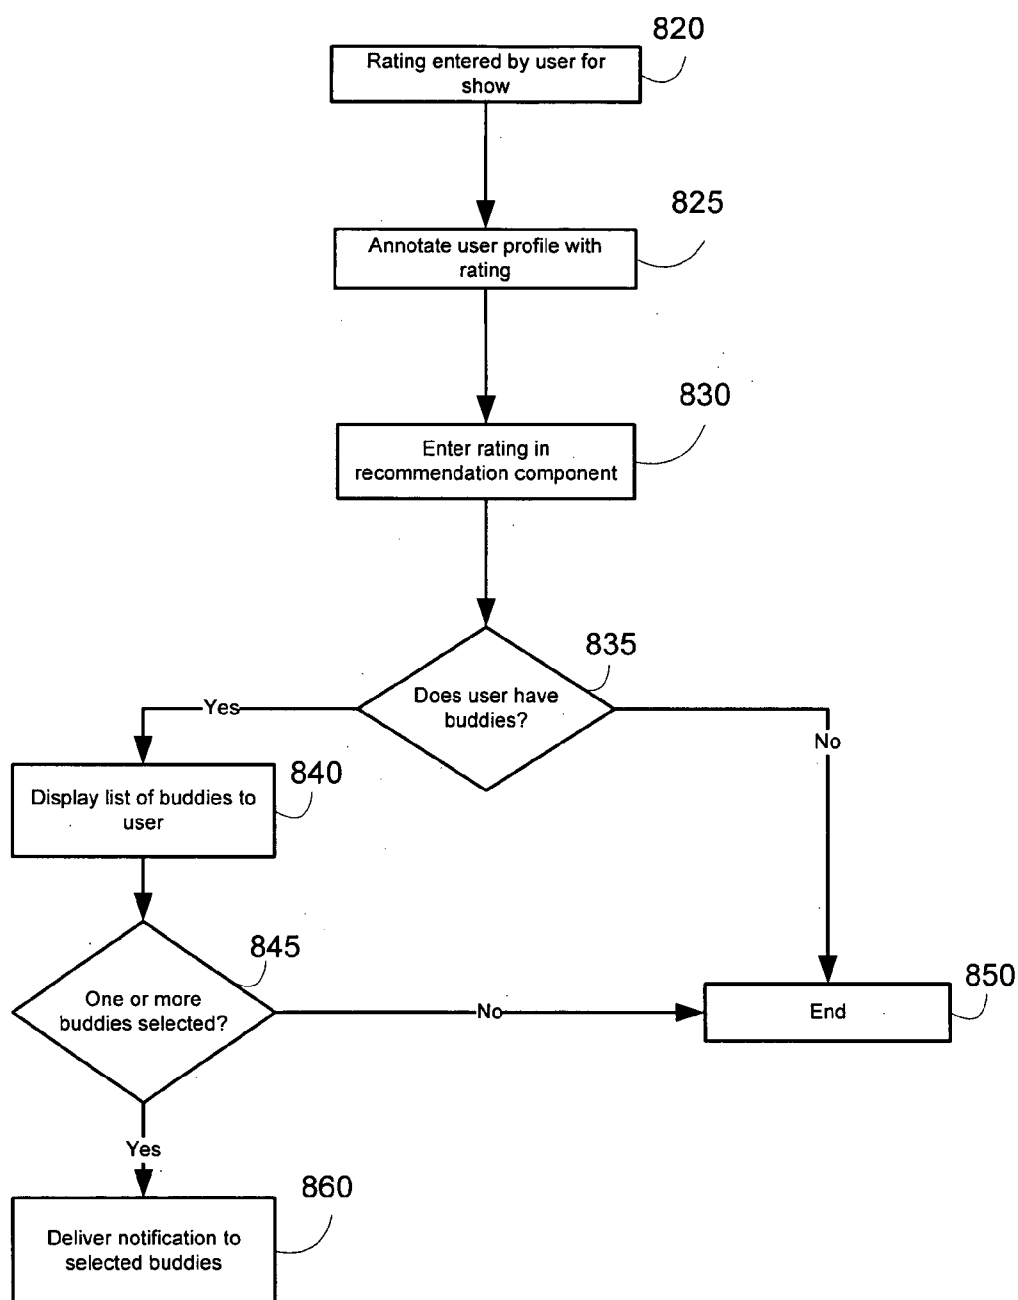 820
Rating entered by user for
show
825
Annotate user profile with
rating
830
Enter rating in
recommendation component
835
Does user have
buddies?
Yes
No
840
Display list of buddies to
user
845
One or more
buddies selected?
No
850
End
Yes
860
Deliver notification to
selected buddies